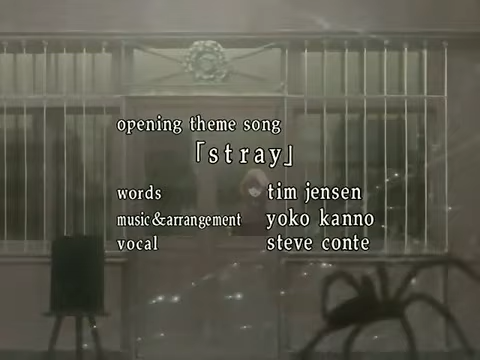 opening theme song
「stray」
words tim jensen
music&arrangement yoko kanno
vocal steve conte